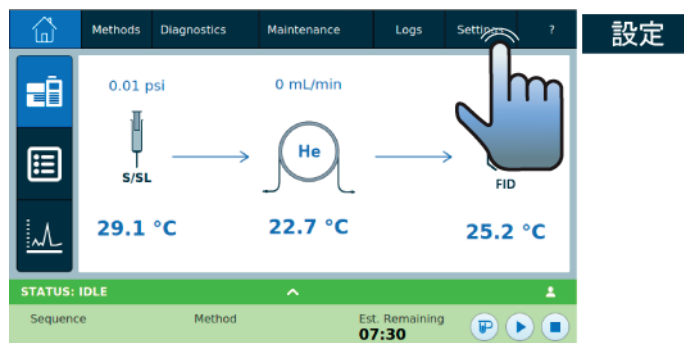 Methods Diagnostics Maintenance Logs Settings ?
設定
0.01 psi 0 mL/min
He
S/SL
FID
29.1 °C 22.7 °C 25.2 °C
STATUS: IDLE
Sequence Method Est. Remaining
07:30